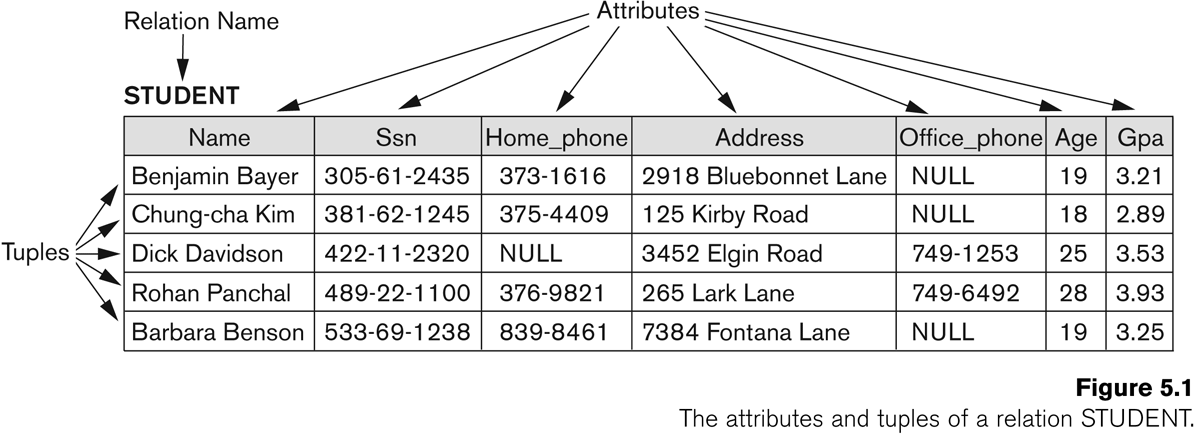 Attributes
Relation Name
STUDENT
Name Ssn Home_phone Address Office_phone Age Gpa
Benjamin Bayer 305-61-2435 373-1616 2918 Bluebonnet Lane NULL 19 3.21
Chung-cha Kim 381-62-1245 375-4409 125 Kirby Road NULL 18 2.89
Tuples Dick Davidson 422-11-2320 NULL 3452 Elgin Road 749-1253 25 3.53
Rohan Panchal 489-22-1100 376-9821 265 Lark Lane 749-6492 28 3.93
Barbara Benson 533-69-1238 839-8461 7384 Fontana Lane NULL 19 3.25
Figure 5.1
The attributes and tuples of a relation STUDENT.